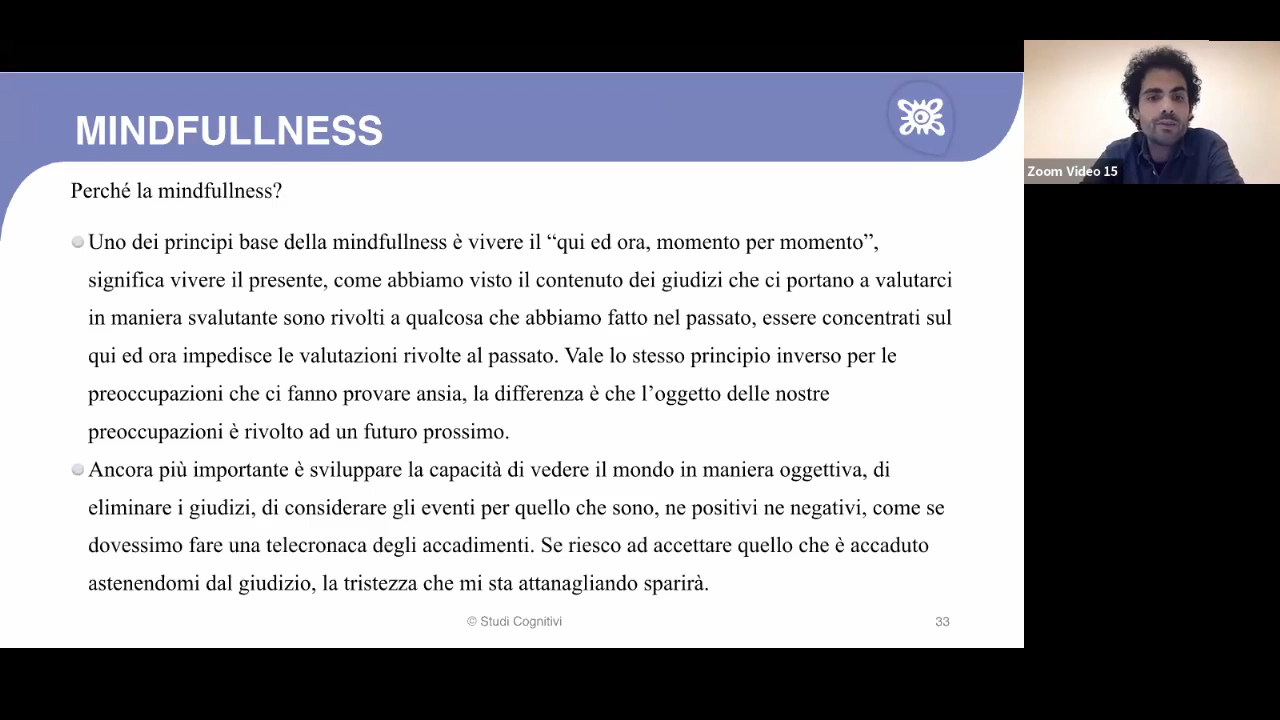 MINDFULLNESS
Perché la mindfullness?
Uno dei principi base della mindfullness è vivere il “qui ed ora, momento per momento”,
significa vivere il presente, come abbiamo visto il contenuto dei giudizi che ci portano a valutarci
in maniera svalutante sono rivolti a qualcosa che abbiamo fatto nel passato, essere concentrati sul
qui ed ora impedisce le valutazioni rivolte al passato. Vale lo stesso principio inverso per le
preoccupazioni che ci fanno provare ansia, la differenza è che l’oggetto delle nostre
preoccupazioni è rivolto ad un futuro prossimo.
Ancora più importante è sviluppare la capacità di vedere il mondo in maniera oggettiva, di
eliminare i giudizi, di considerare gli eventi per quello che sono, ne positivi ne negativi, come se
dovessimo fare una telecronaca degli accadimenti. Se riesco ad accettare quello che è accaduto
astenendomi dal giudizio, la tristezza che mi sta attanagliando sparirà.
© Studi Cognitivi
33
Zoom Video 15